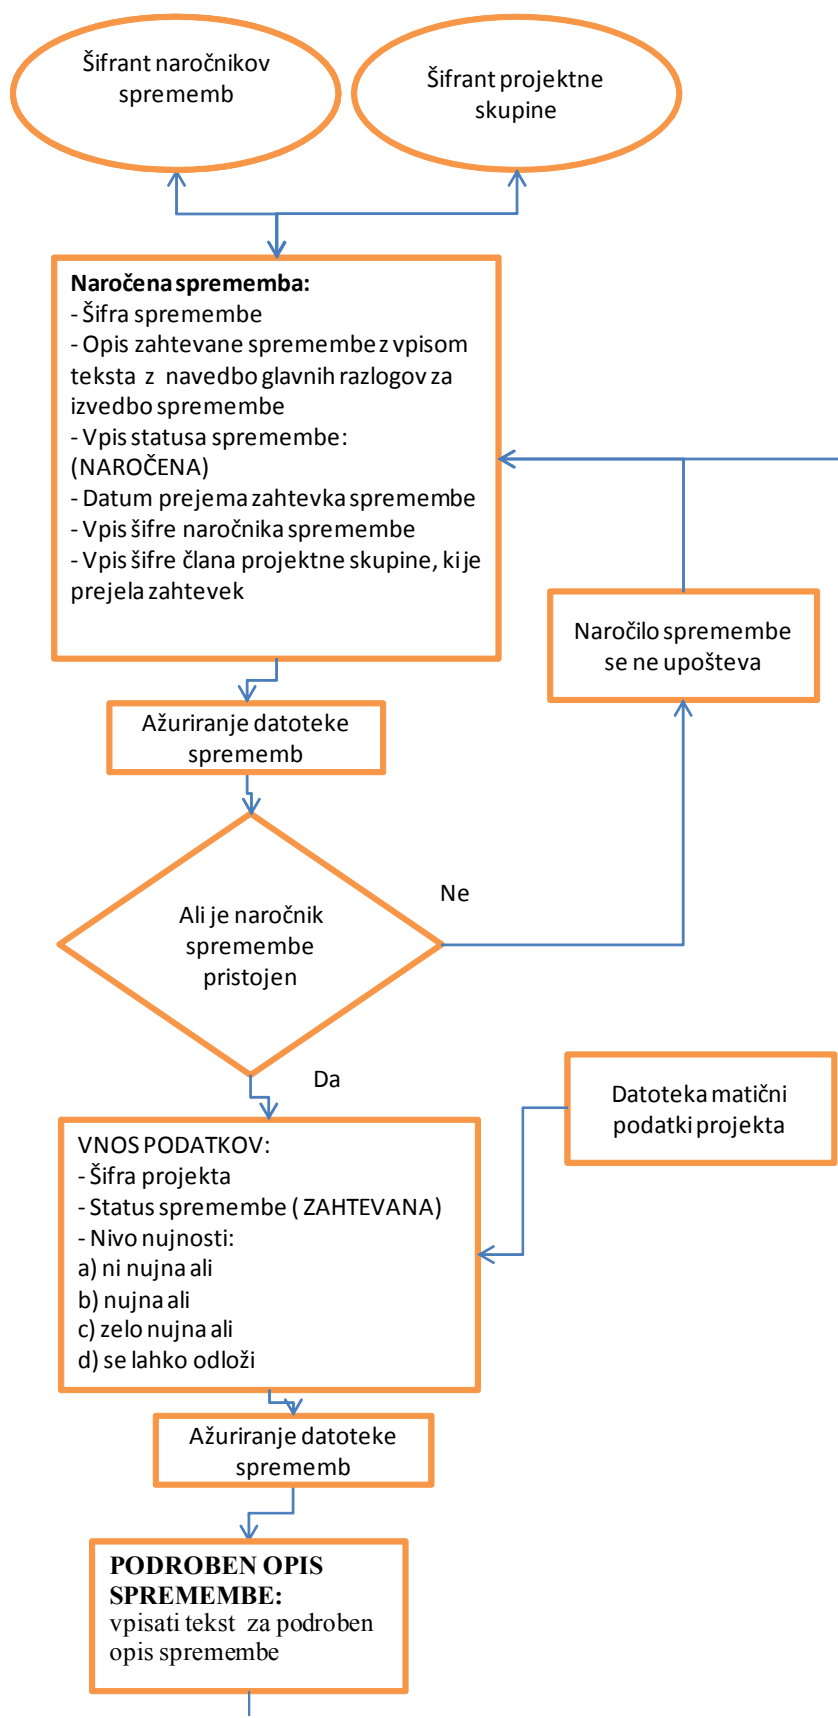 Šifrant naročnikov
sprememb
Šifrant projektne
skupine
Naročena sprememba:
- Šifra spremembe
- Opis zahtevane spremembe z vpisom
teksta z navedbo glavnih razlogov za
izvedbo spremembe
- Vpis statusa spremembe:
(NAROČENA)
- Datum prejema zahtevka spremembe
- Vpis šifre naročnika spremembe
- Vpis šifre člana projektne skupine, ki je
prejela zahtevek
Naročilo spremembe
se ne upošteva
Ažuriranje datoteke
sprememb
Ne
Ali je naročnik
spremembe
pristojen
Da
Datoteka matični
podatki projekta
VNOS PODATKOV:
- Šifra projekta
- Status spremembe ( ZAHTEVANA)
- Nivo nujnosti:
a) ni nujna ali
b) nujna ali
c) zelo nujna ali
d) se lahko odloži
Ažuriranje datoteke
sprememb
PODROBEN OPIS
SPREMEMBE:
vpisati tekst za podroben
opis spremembe